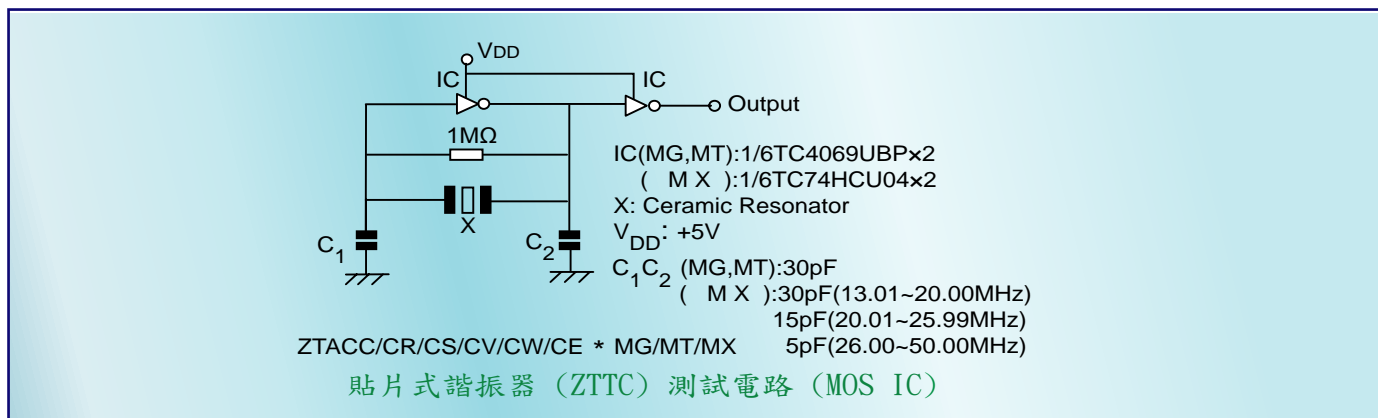 VDD
IC IC
Output
1MΩ
IC(MG,MT):1/6TC4069UBP×2
( M X ):1/6TC74HCU04×2
X: Ceramic Resonator
X
VDD: +5V
C1 C2
C1C2 (MG,MT):30pF
( M X ):30pF(13.01~20.00MHz)
15pF(20.01~25.99MHz)
ZTACC/CR/CS/CV/CW/CE * MG/MT/MX 5pF(26.00~50.00MHz)
貼片式諧振器 (ZTTC) 測試電路 (MOS IC)